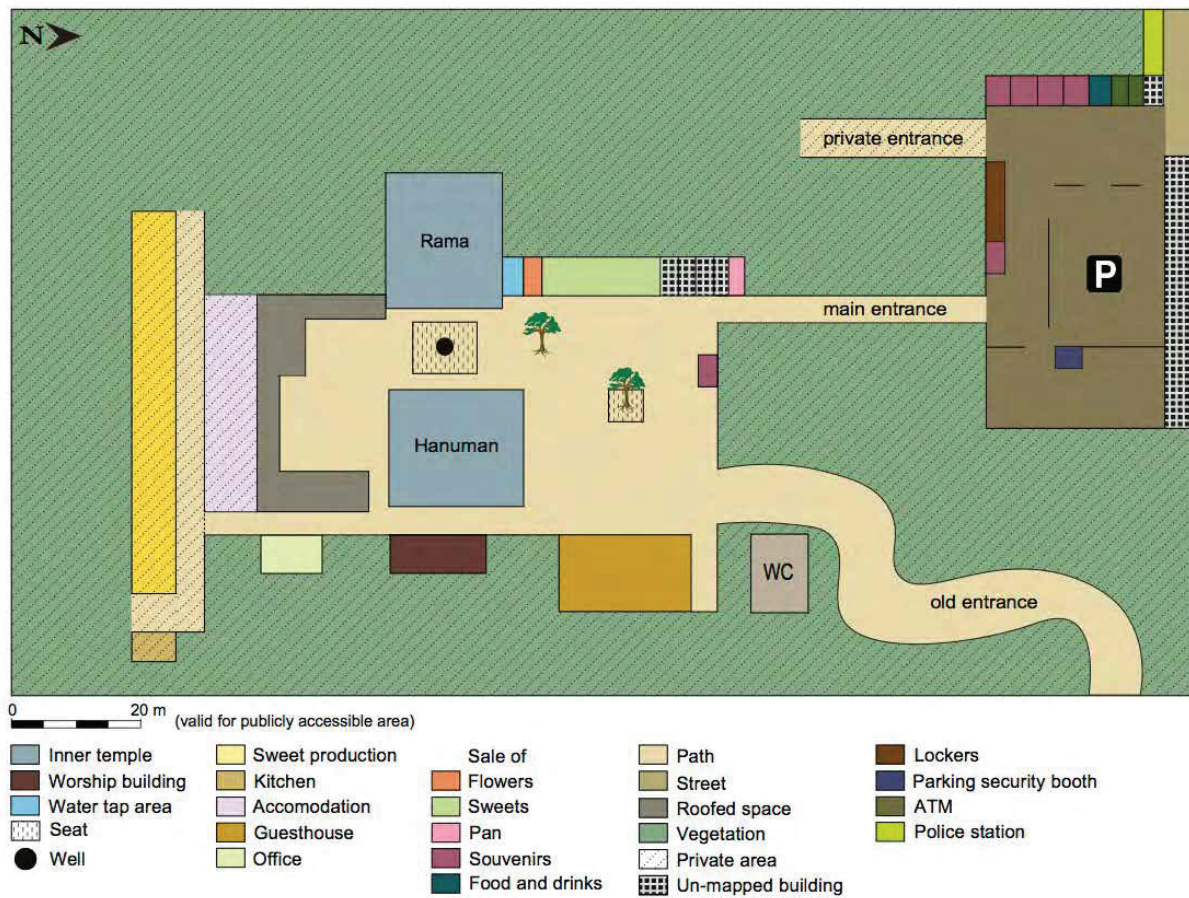 N
private entrance
Rama
P
main entrance
Hanuman
WC
old entrance
0 20 m (valid for publicly accessible area)
Inner temple
Worship building
Water tap area
Seat
Well
Sweet production
Kitchen
Accomodation
Guesthouse
Office
Sale of
Flowers
Sweets
Pan
Souvenirs
Food and drinks
Path
Street
Roofed space
Vegetation
Private area
Un-mapped building
Lockers
Parking security booth
ATM
Police station